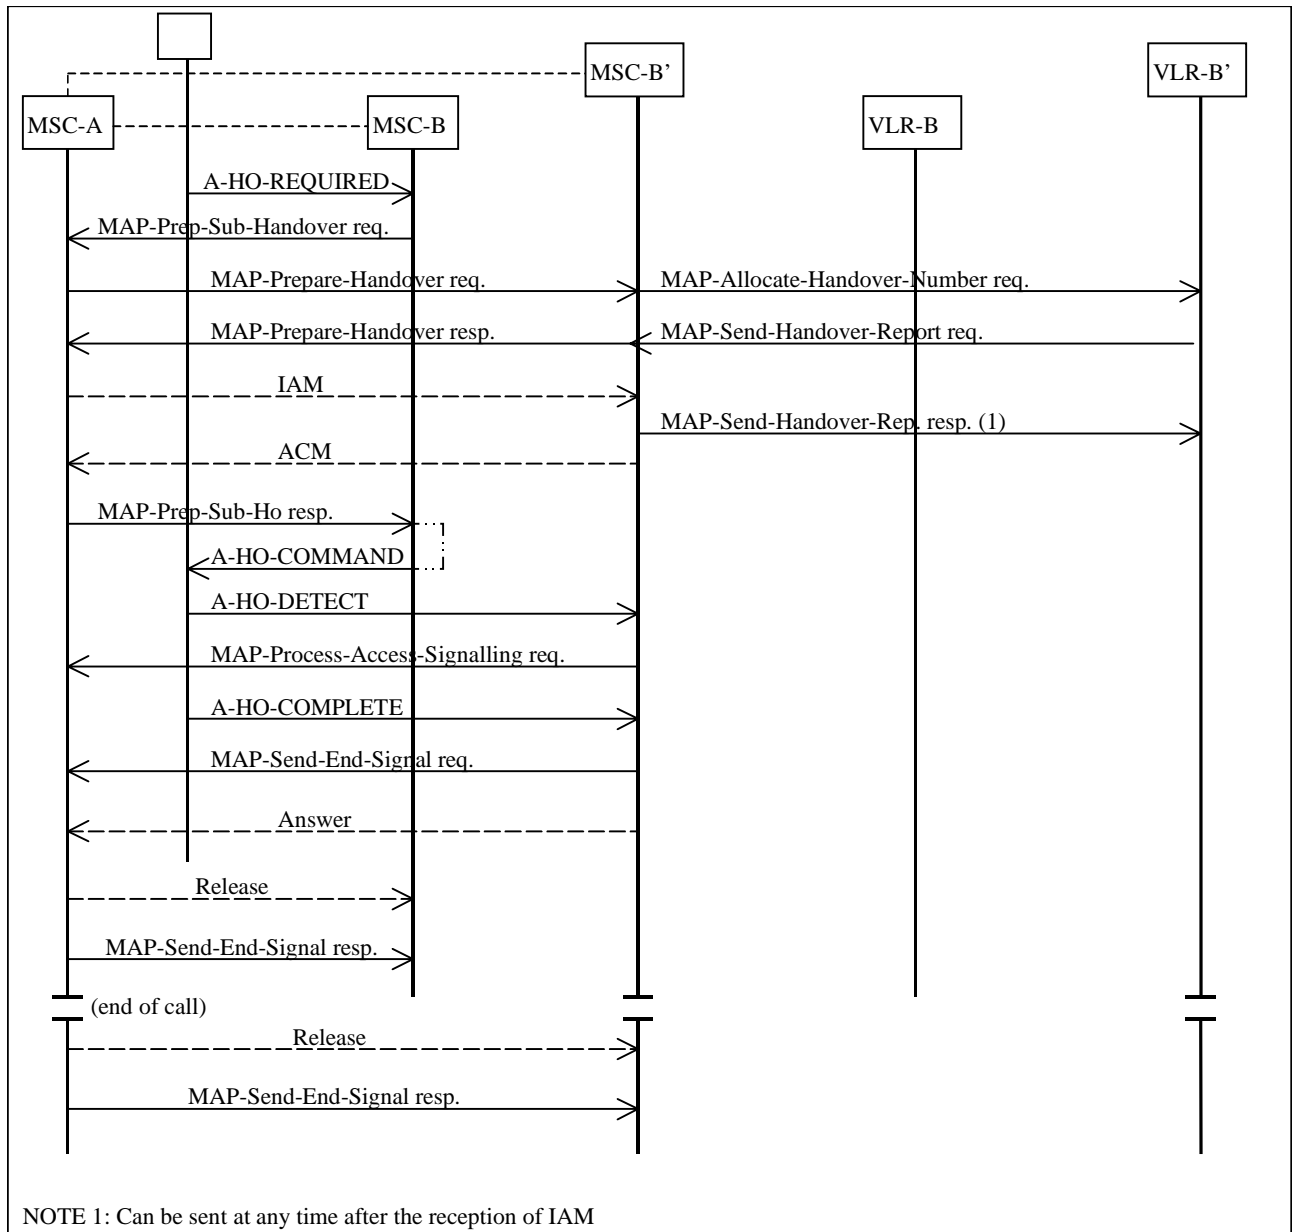 MSC-B’
VLR-B’
MSC-A
MSC-B
VLR-B
A-HO-REQUIRED
MAP-Prep-Sub-Handover req.
MAP-Prepare-Handover req.
MAP-Allocate-Handover-Number req.
MAP-Prepare-Handover resp.
MAP-Send-Handover-Report req.
IAM
MAP-Send-Handover-Rep. resp. (1)
ACM
MAP-Prep-Sub-Ho resp.
A-HO-COMMAND
A-HO-DETECT
MAP-Process-Access-Signalling req.
A-HO-COMPLETE
MAP-Send-End-Signal req.
Answer
Release
MAP-Send-End-Signal resp.
(end of call)
Release
MAP-Send-End-Signal resp.
NOTE 1: Can be sent at any time after the reception of IAM